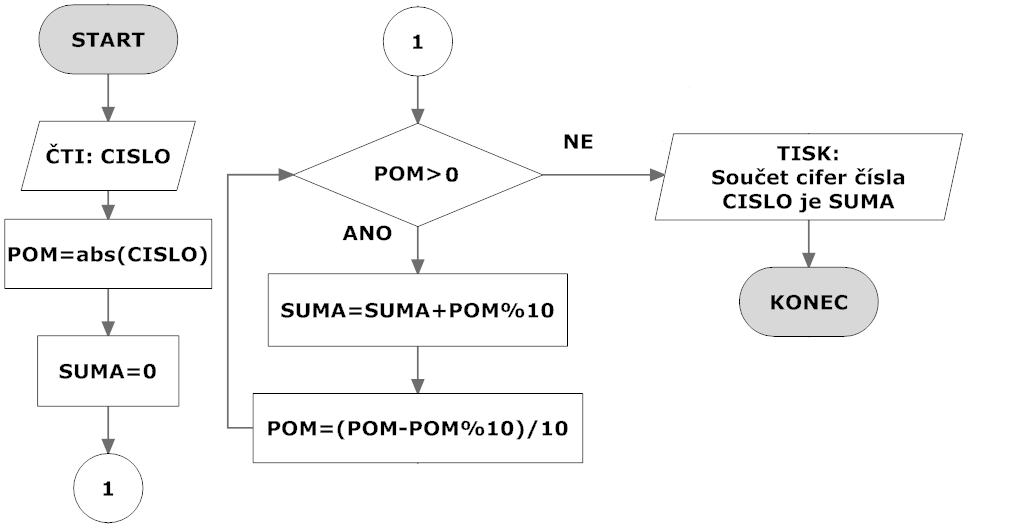 START
ČTI: CISLO
POM=abs(CISLO)
SUMA=0
1
1
POM>0
NE
ANO
SUMA=SUMA+POM%10
POM=(POM-POM%10)/10
TISK:
Součet cifer čísla
CISLO je SUMA
KONEC